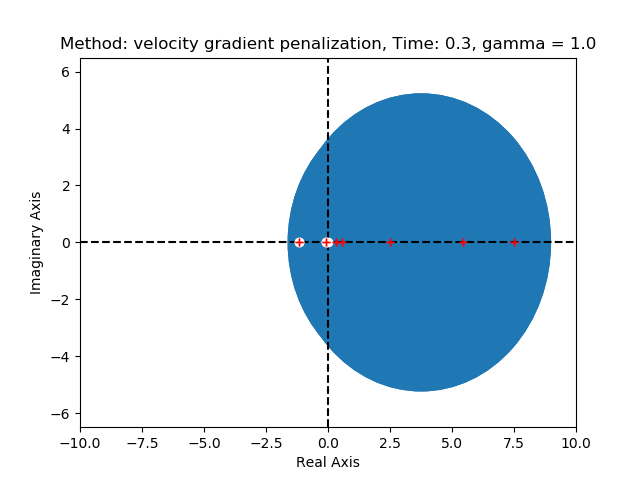 Method: velocity gradient penalization, Time: 0.3, gamma = 1.0
6
4
2
0
−2
−4
−6
Imaginary Axis
−10.0 −7.5 −5.0 −2.5 0.0 2.5 5.0 7.5 10.0
Real Axis